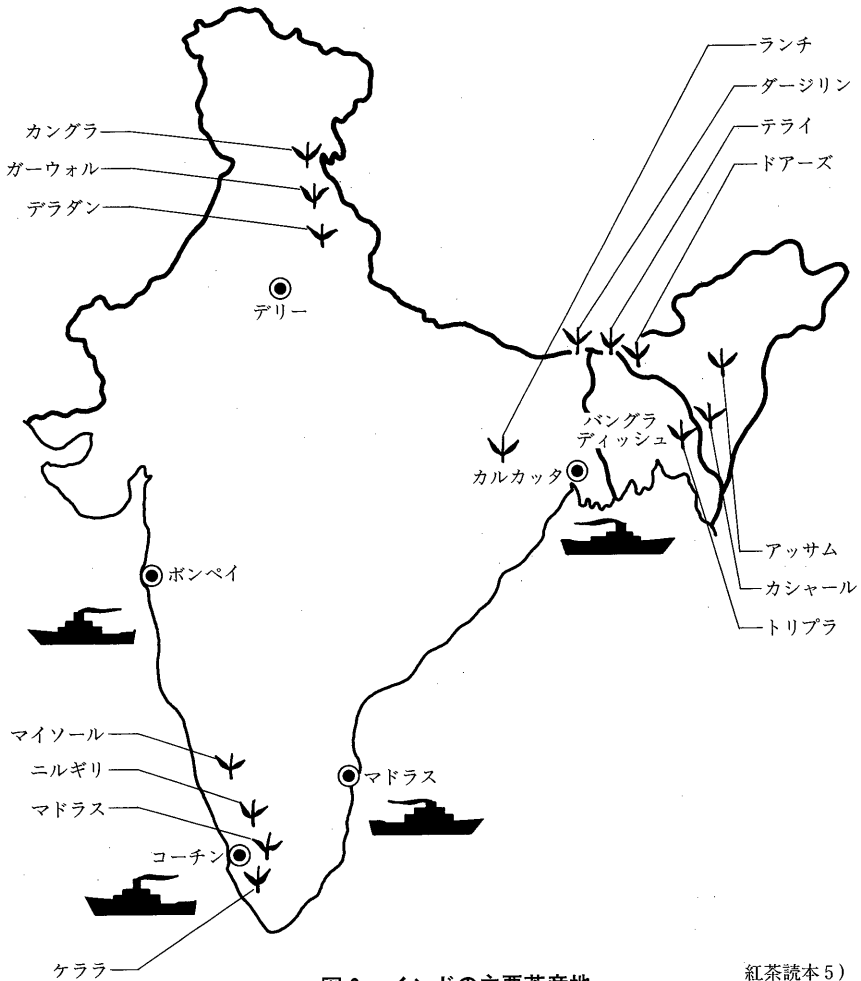 ランチ
ダージリン
テライ
ドアーズ
カングラ
ガーウォル
デラダン
デリー
バングラ
ディッシュ
カルカッタ
アッサム
カシャール
トリプラ
ボンペイ
マイソール
ニルギリ
マドラス
マドラス
コーチン
ケララ
紅茶読本5)